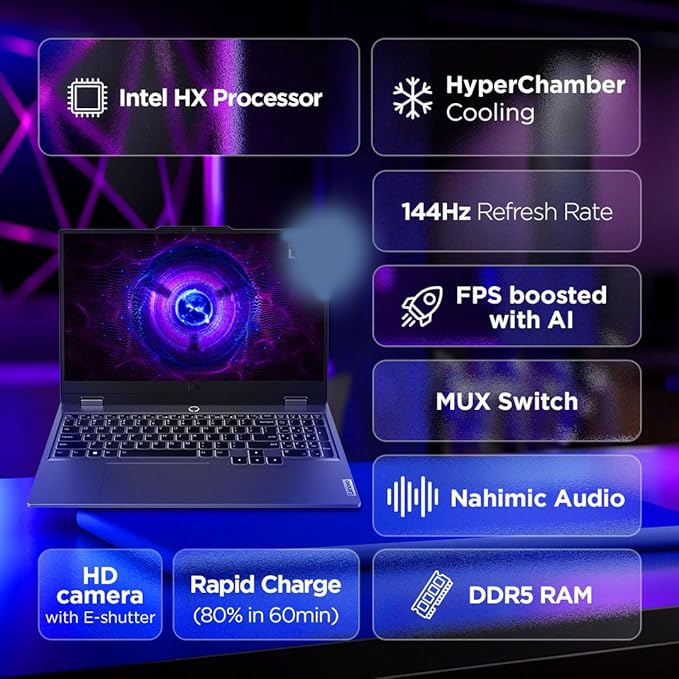 Intel HX Processor
HyperChamber
Cooling
144Hz Refresh Rate
FPS boosted
with AI
MUX Switch
Nahimic Audio
HD
camera
with E-shutter
Rapid Charge
(80% in 60min)
DDR5 RAM
Lenovo